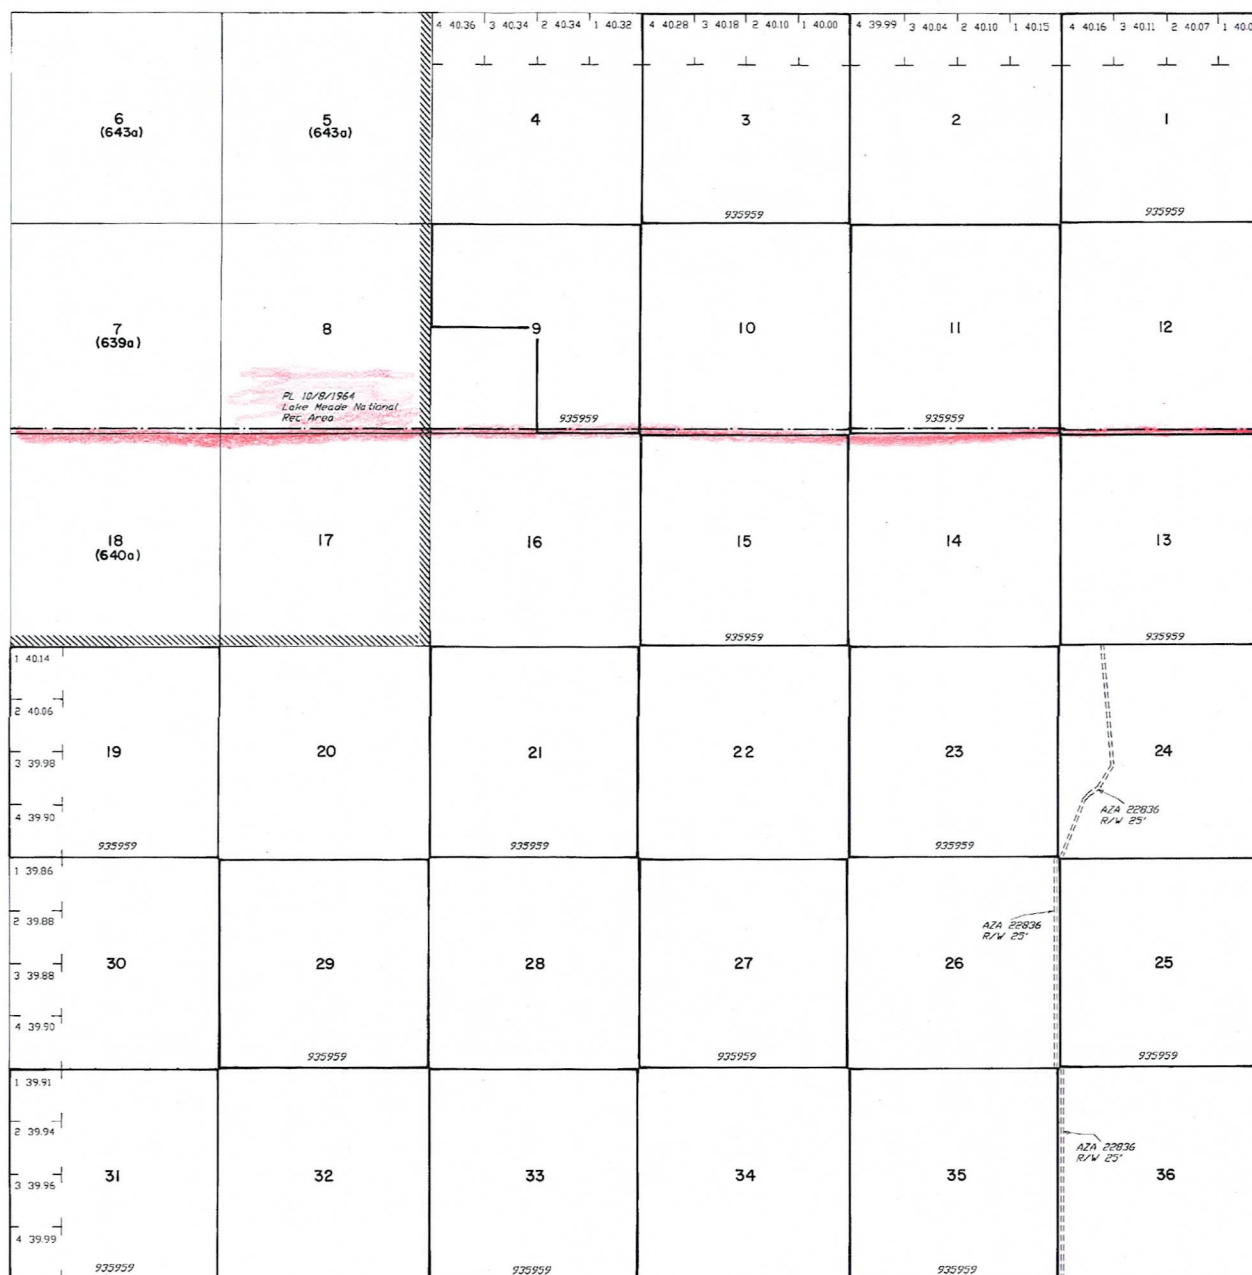 4 40.36 3 40.34 2 40.34 1 40.32 4 40.28 3 40.18 2 40.10 1 40.00 4 39.99 3 40.04 2 40.10 1 40.15 4 40.16 3 40.11 2 40.07 1
6 5 4 3 2 1
(643a) (643a)
935959 935959
7 8 9 10 11 12
(639a)
PL 10/8/1964
Lake Meade National
Rec Area
935959 935959
18 17 16 15 14 13
(640a)
935959 935959
1 40.14
2 40.06
19 20 21 22 23 24
3 39.98
4 39.90
AZA 22836
R/W 25'
935959 935959 935959
1 39.86
2 39.88
AZA 22836
R/W 25'
30 29 28 27 26 25
3 39.88
4 39.90
935959 935959 935959
1 39.91
2 39.94
AZA 22836
R/W 25'
31 32 33 34 35 36
3 39.96
4 39.99
935959 935959 935959